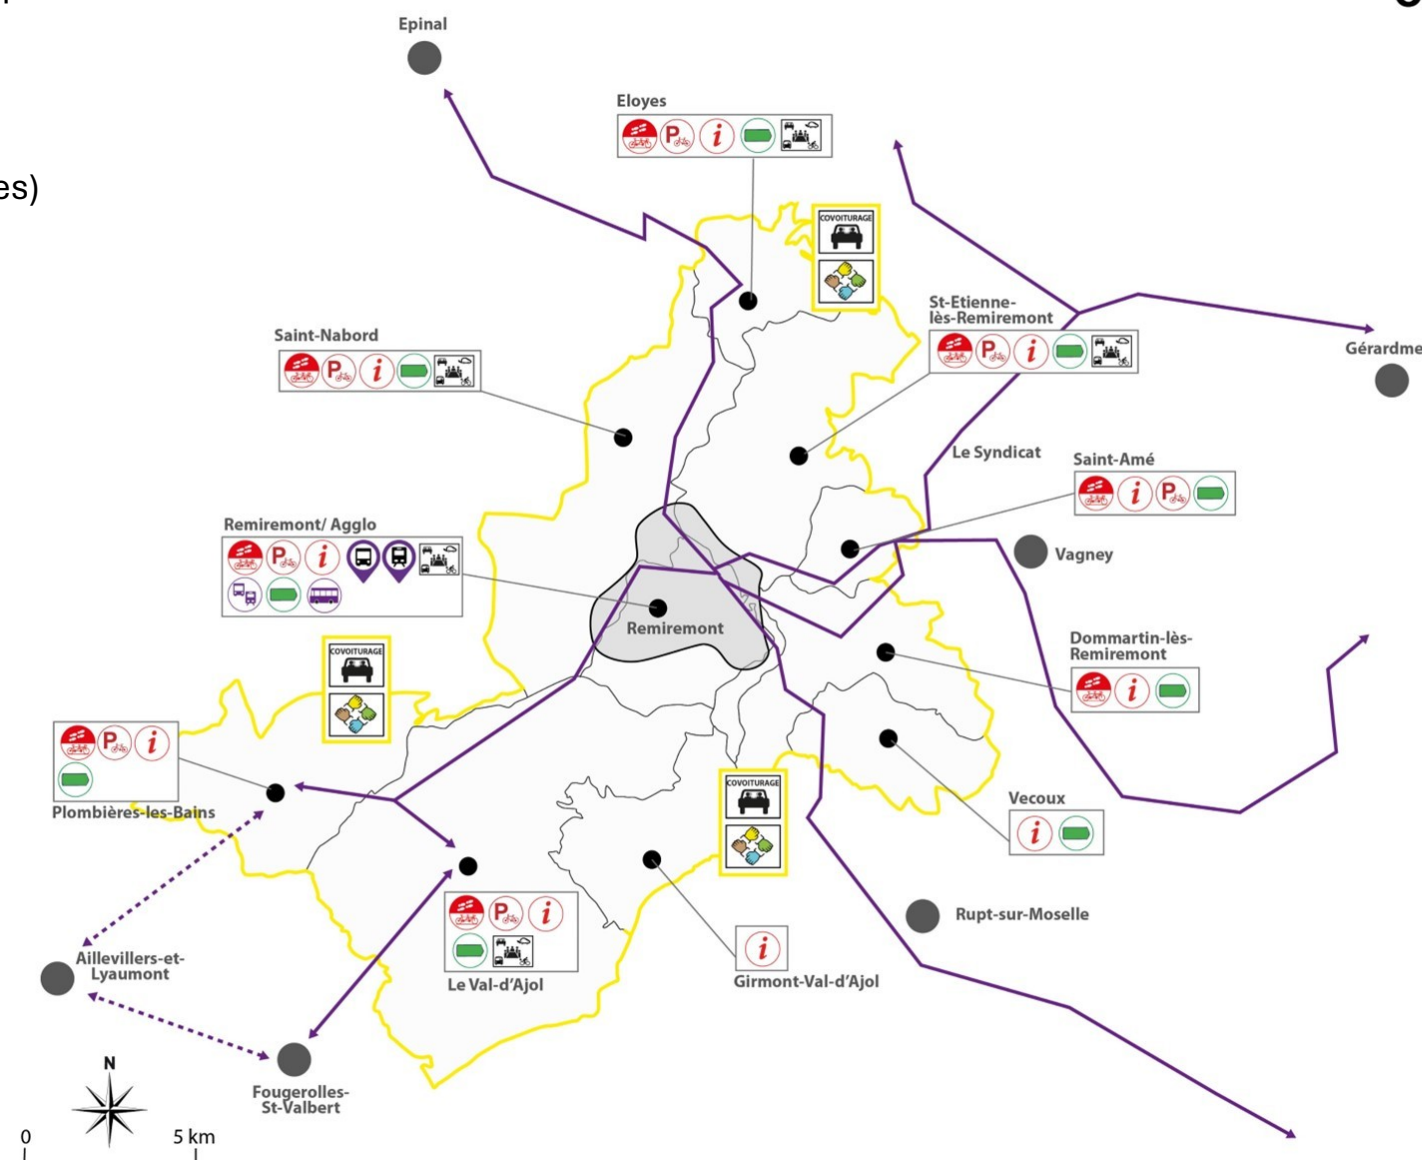 Epinal
Eloyes
P i
es)
COVOITURAGE
St-Etienne-
lès-Remiremont
P i
Saint-Nabord
P i
Gérardme
Le Syndicat
Saint-Amé
i P
Remiremont/ Agglo
P i
Vagney
Remiremont
Dommartin-lès-
Remiremont
i
COVOITURAGE
P i
Plombières-les-Bains
COVOITURAGE
Vecoux
i
P i
Le Val-d’Ajol
Rupt-sur-Moselle
i
Girmont-Val-d’Ajol
Aillevillers-et-
Lyaumont
N
Fougerolles-
St-Valbert
0 5 km